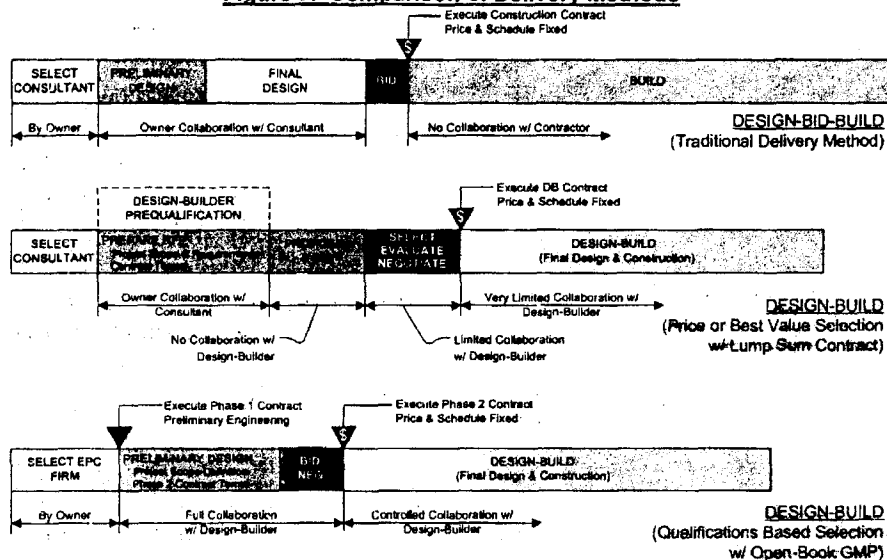 Execute Construction Contract
Price & Schedule Fixed
$
SELECT
CONSULTANT
PRELIMINARY
DESIGN
FINAL
DESIGN
BID
BUILD
By Owner
Owner Collaboration w/ Consultant
No Collaboration w/ Contractor
DESIGN-BID-BUILD
(Traditional Delivery Method)
Execute DB Contract
Price & Schedule Fixed
$
DESIGN-BUILDER
PREQUALIFICATION
SELECT
CONSULTANT
PREPARE
SELECT
EVALUATE
NEGOTIATE
DESIGN-BUILD
(Final Design & Construction)
Owner Collaboration w/
Consultant
Very Limited Collaboration w/
Design-Builder
No Collaboration w/
Design-Builder
Limited Collaboration
w/ Design-Builder
DESIGN-BUILD
(Price or Best Value Selection
w/ Lump Sum Contract)
Execute Phase 1 Contract
Preliminary Engineering
Execute Phase 2 Contract
Price & Schedule Fixed
$
SELECT EPC
FIRM
PRELIMINARY DESIGN
BID
NEG
DESIGN-BUILD
(Final Design & Construction)
By Owner
Full Collaboration
w/ Design-Builder
Controlled Collaboration w/
Design-Builder
DESIGN-BUILD
(Qualifications Based Selection
w/ Open-Book GMP)